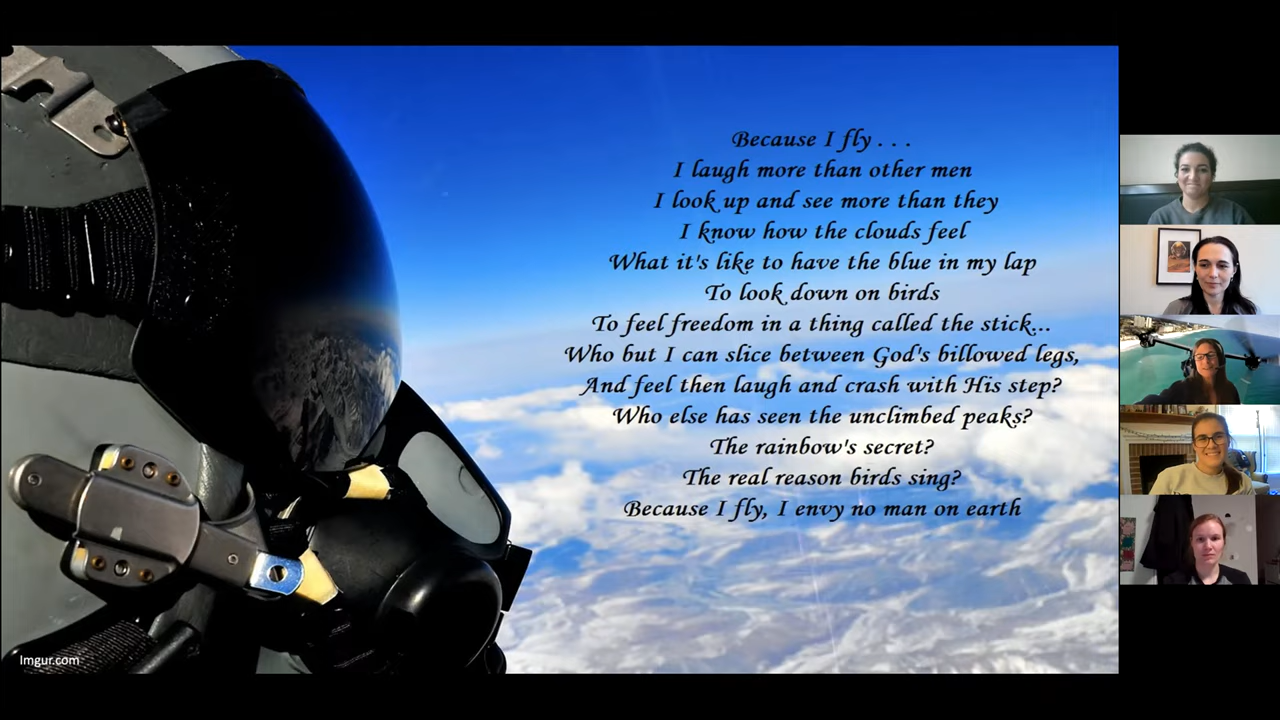 Because I fly . . .
I laugh more than other men
I look up and see more than they
I know how the clouds feel
What it's like to have the blue in my lap
To look down on birds
To feel freedom in a thing called the stick...
Who but I can slice between God's billowed legs,
And feel then laugh and crash with His step?
Who else has seen the unclimbed peaks?
The rainbow's secret?
The real reason birds sing?
Because I fly, I envy no man on earth
Imgur.com